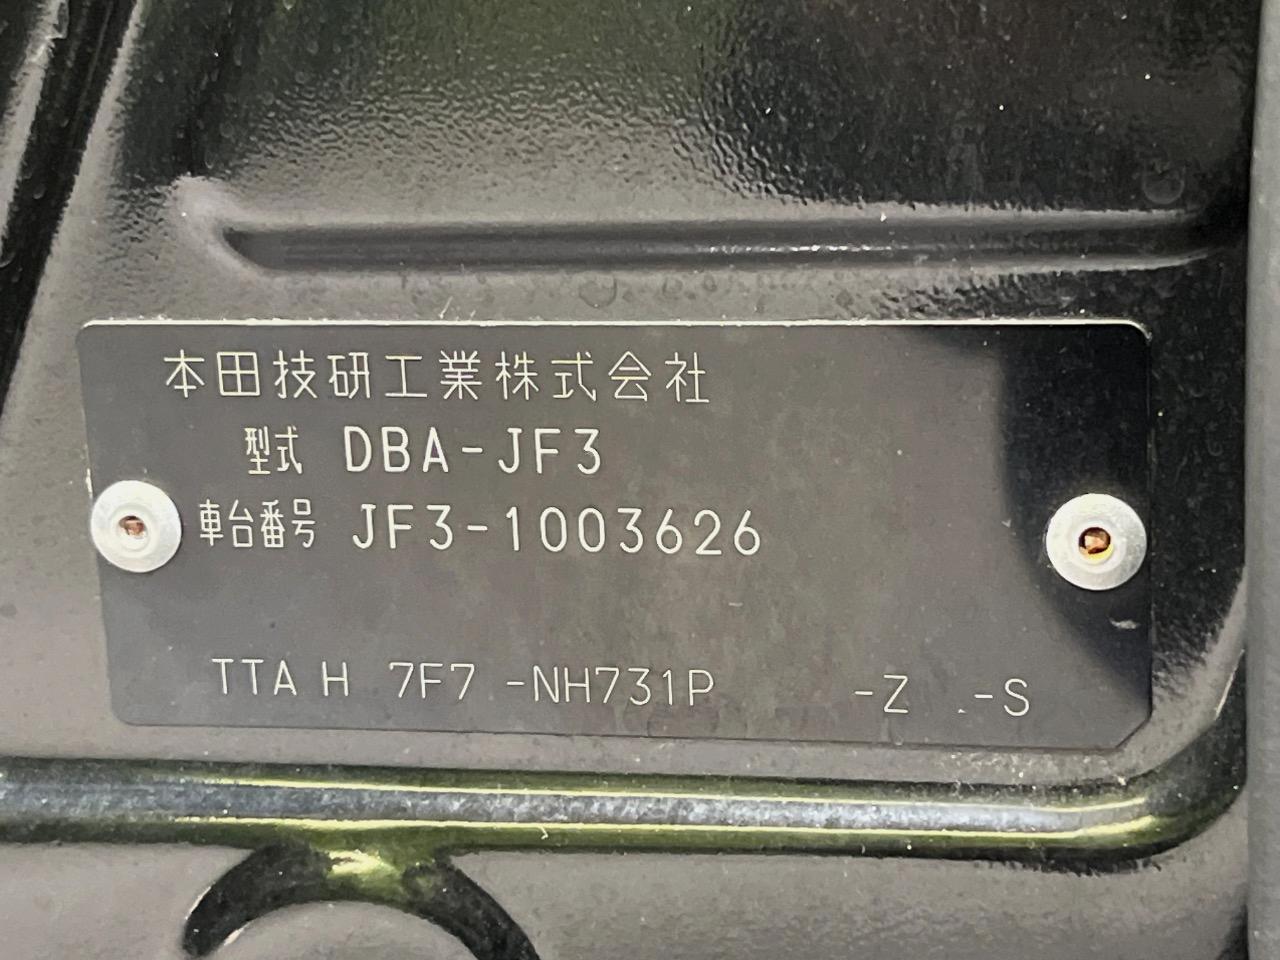 本田技研工業株式会社
型式 DBA-JF3
車台番号 JF3-1003626
TTA H 7F7 -NH731P -Z -S